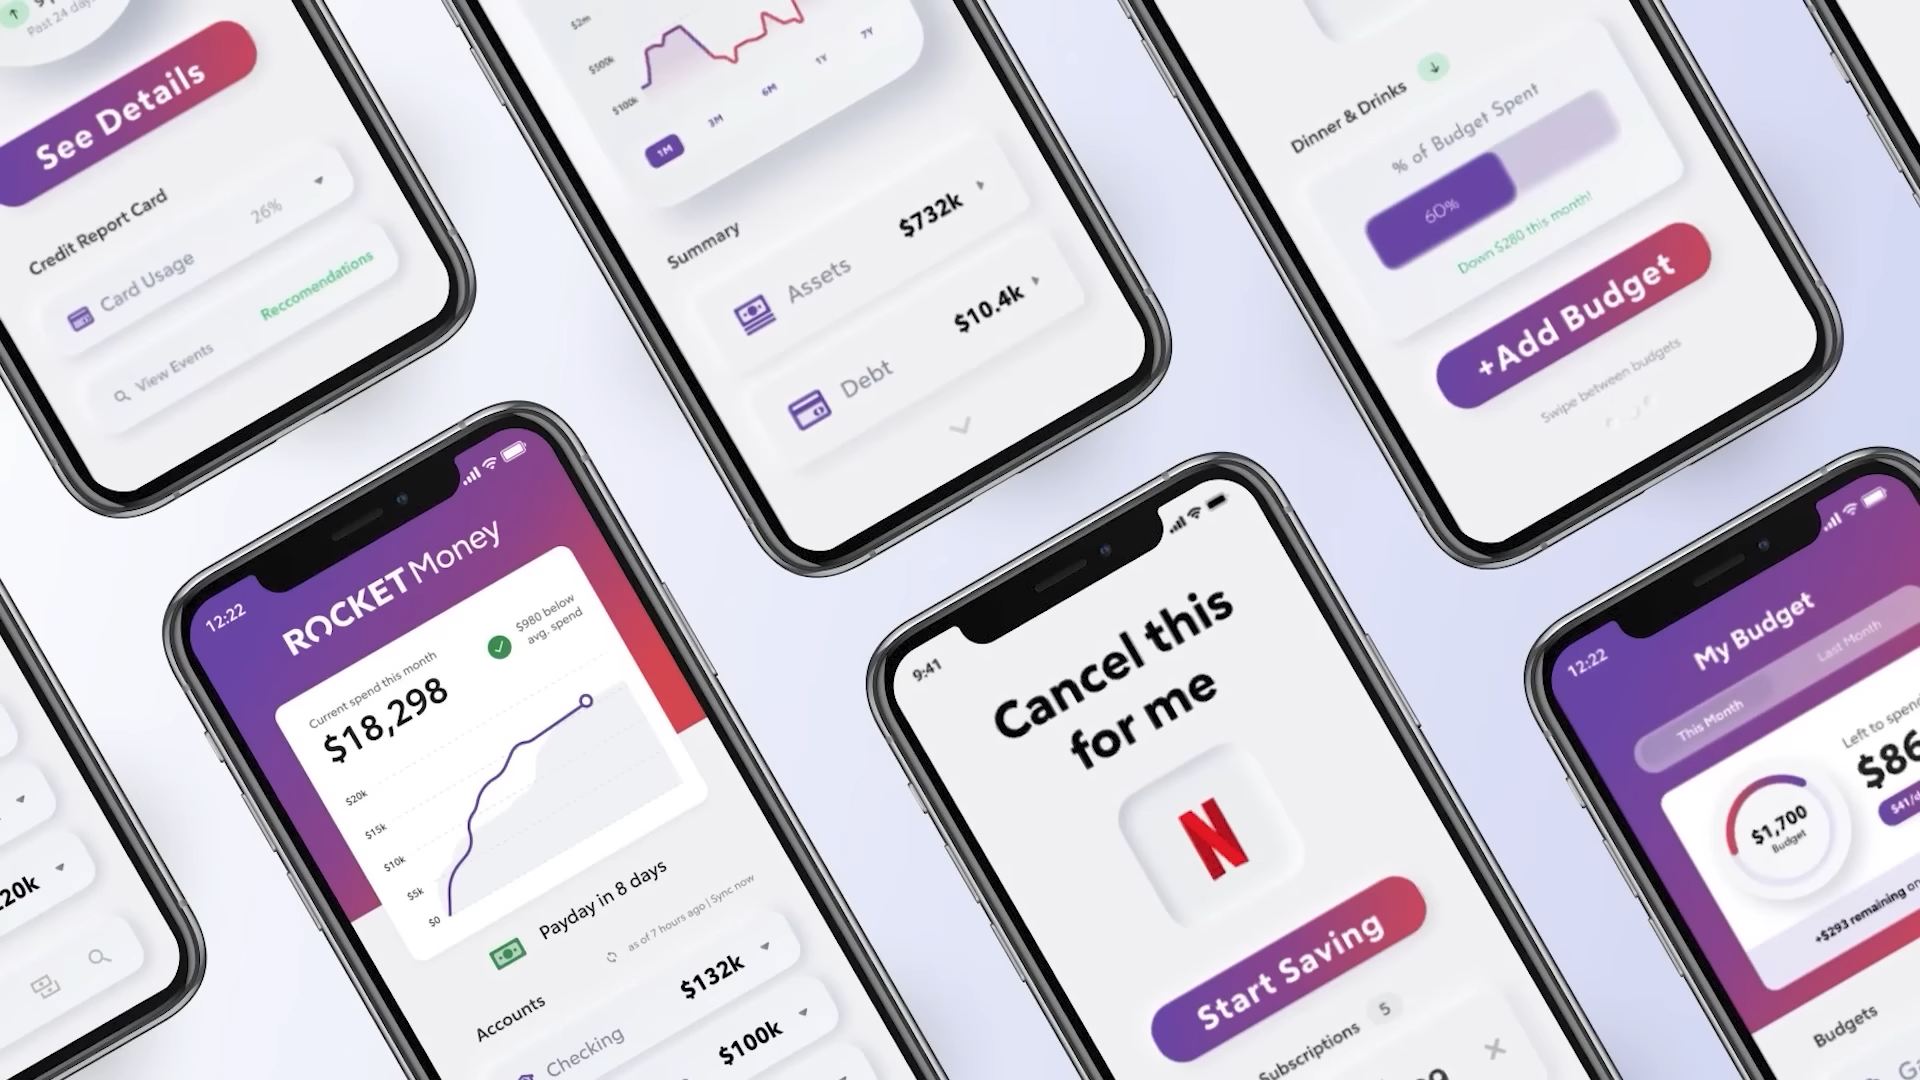 Past 24 days
See Details
Credit Report Card
Card Usage
26%
View Events
Reccomendations
$2m
$500k
$100k
1M
3M
6M
1Y
7Y
Summary
Assets
$732k
Debt
$10.4k
Dinner & Drinks
% of Budget Spent
60%
Down $280 this month!
+Add Budget
Swipe between budgets
20k
12:22
ROCKET Money
Current spend this month
$18,298
$980 below
avg. spend
$20k
$15k
$10k
$5k
$0
Payday in 8 days
as of 7 hours ago | Sync now
Accounts
Checking
$132k
$100k
9:41
Cancel this
for me
N
Start Saving
Subscriptions
5
12:22
My Budget
This Month
Last Month
$1,700
Budget
Left to spend
$86
$41/d
+$293 remaining on
Budgets